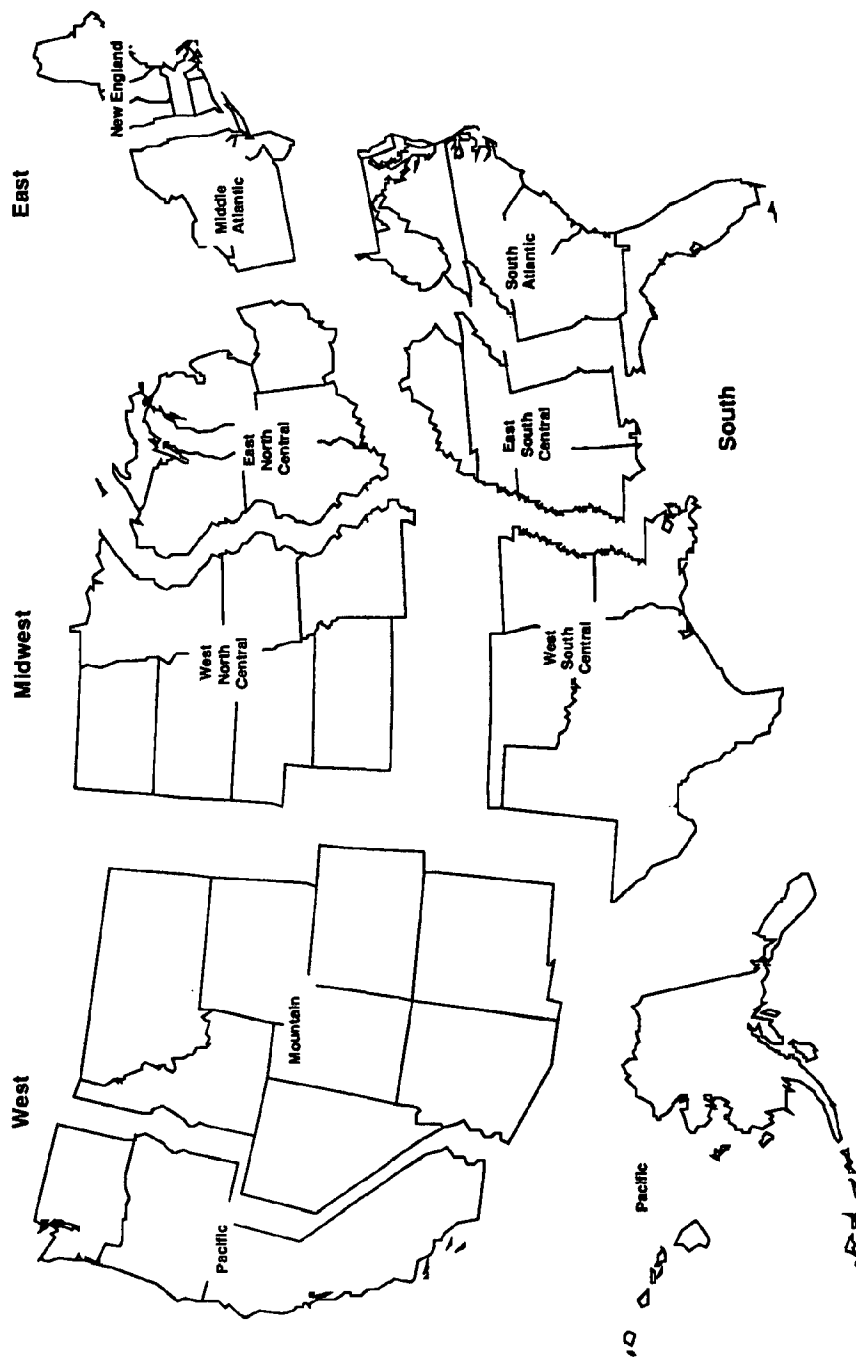 West
Midwest
East
Pacific
Mountain
West
North
Central
East
North
Central
Middle
Atlantic
New England
Pacific
West
South
Central
East
South
Central
South
Atlantic
South